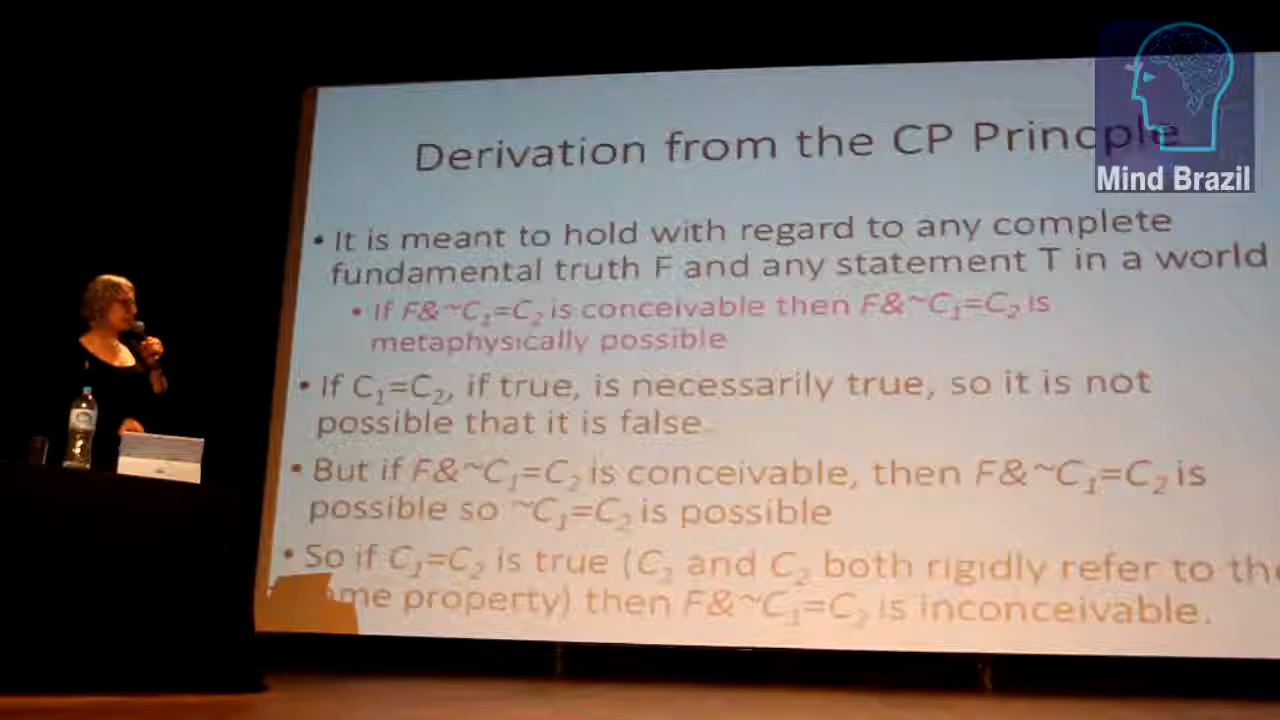 Derivation from the CP Principle
Mind Brazil
• It is meant to hold with regard to any complete
fundamental truth F and any statement T in a world
• If F&~C₁=C₂ is conceivable then F&~C₁=C₂ is
metaphysically possible
• If C₁=C₂, if true, is necessarily true, so it is not
possible that it is false.
• But if F&~C₁=C₂ is conceivable, then F&~C₁=C₂ is
possible so ~C₁=C₂ is possible
• So if C₁=C₂ is true (C₁ and C₂ both rigidly refer to the
me property) then F&~C₁=C₂ is inconceivable.